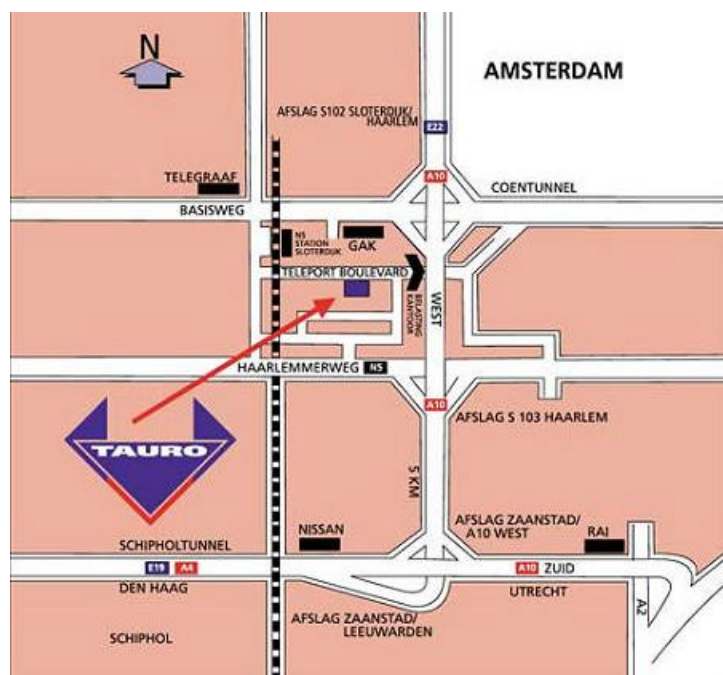 N
AMSTERDAM
AFSLAG S102 SLOTERDIJK/
HAARLEM
E22
TELEGRAAF
A10
COENTUNNEL
BASISWEG
NS
STATION
SLOTERDIJK
GAK
TELEPORT BOULEVARD
BELASTING
KANTOOR
WEST
HAARLEMMERWEG
N5
A10
AFSLAG S 103 HAARLEM
TAURO
5 KM
NISSAN
AFSLAG ZAANSTAD/
A10 WEST
RAI
SCHIPHOLTUNNEL
E19
A4
A10
ZUID
DEN HAAG
UTRECHT
A2
AFSLAG ZAANSTAD/
LEEUWARDEN
SCHIPHOL